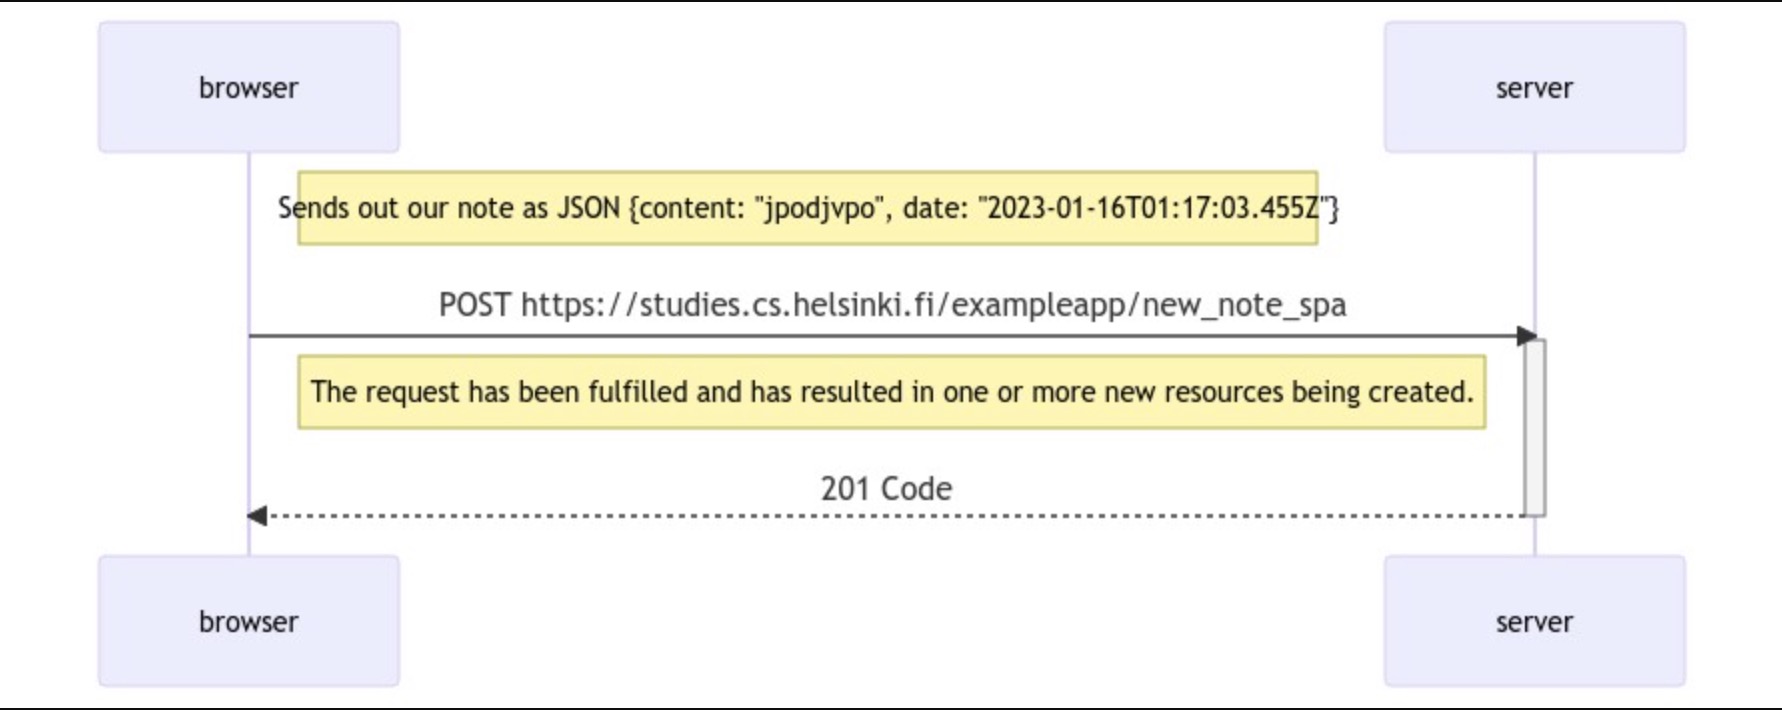 browser
server
Sends out our note as JSON {content: "jpodjvpo", date: "2023-01-16T01:17:03.455Z"}
POST https://studies.cs.helsinki.fi/exampleapp/new_note_spa
The request has been fulfilled and has resulted in one or more new resources being created.
201 Code
browser
server